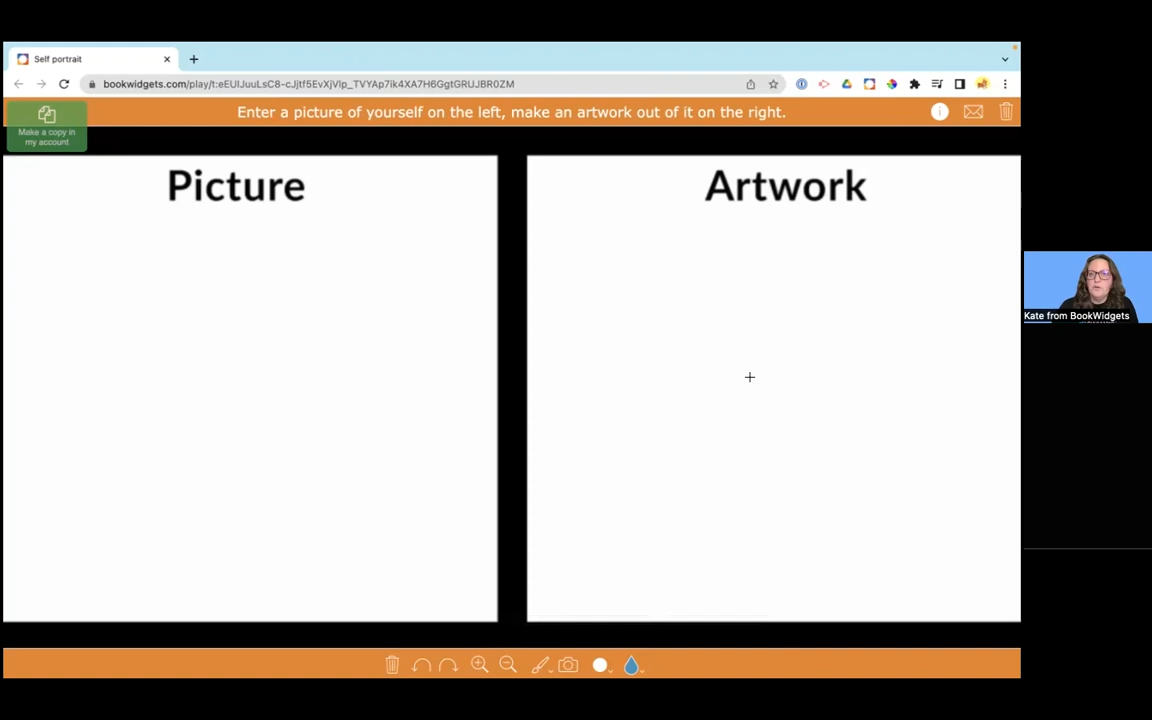 Self portrait
bookwidgets.com/play/t:eEUIJuuLsC8-cJjtf5EvXjVlp_TVYAp7ik4XA7H6GgtGRUJBR0ZM
Make a copy in
my account
Enter a picture of yourself on the left, make an artwork out of it on the right.
Picture
Artwork
Kate from BookWidgets